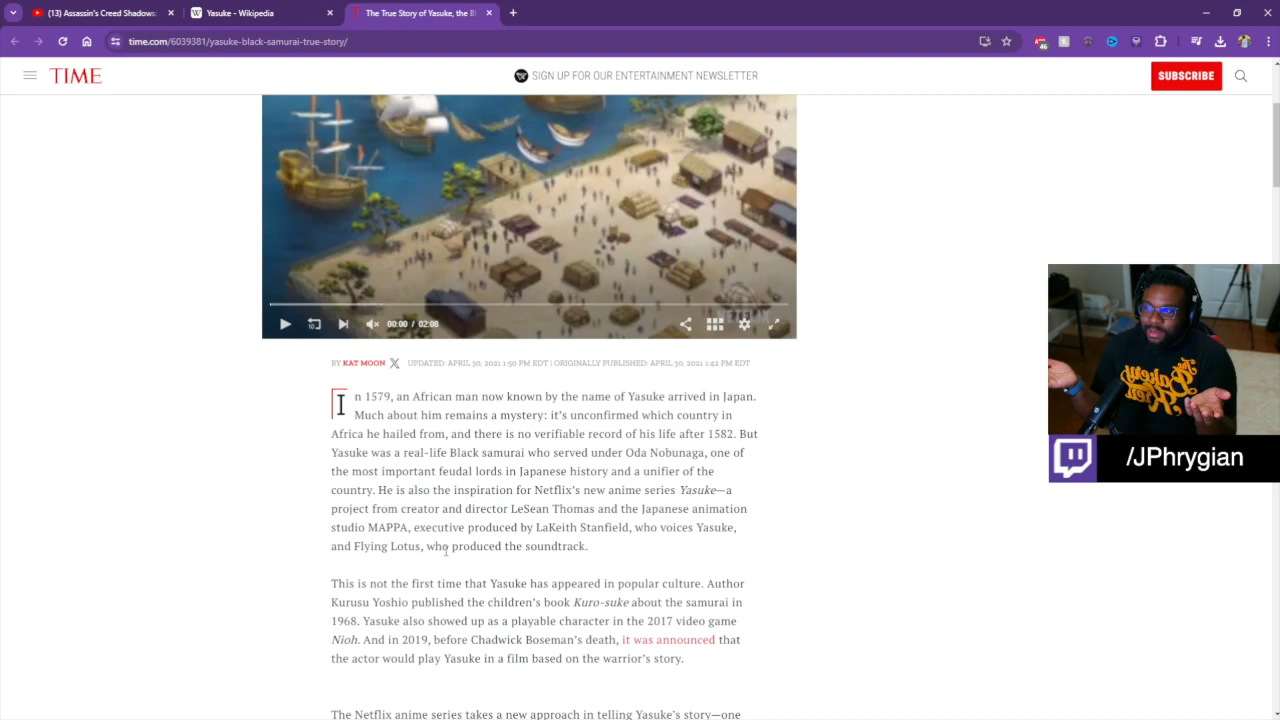 (13) Assassin's Creed Shadows:
Yasuke - Wikipedia
The True Story of Yasuke, the Bl
time.com/6039381/yasuke-black-samurai-true-story/
46
TIME
SIGN UP FOR OUR ENTERTAINMENT NEWSLETTER
SUBSCRIBE
NETFLIX
10
00:00 / 02:08
BY KAT MOON UPDATED: APRIL 30, 2021 1:50 PM EDT | ORIGINALLY PUBLISHED: APRIL 30, 2021 1:42 PM EDT
In 1579, an African man now known by the name of Yasuke arrived in Japan.
Much about him remains a mystery: it's unconfirmed which country in
Africa he hailed from, and there is no verifiable record of his life after 1582. But
Yasuke was a real-life Black samurai who served under Oda Nobunaga, one of
the most important feudal lords in Japanese history and a unifier of the
country. He is also the inspiration for Netflix's new anime series Yasuke—a
project from creator and director LeSean Thomas and the Japanese animation
studio MAPPA, executive produced by LaKeith Stanfield, who voices Yasuke,
and Flying Lotus, who produced the soundtrack.
This is not the first time that Yasuke has appeared in popular culture. Author
Kurusu Yoshio published the children's book Kuro-suke about the samurai in
1968. Yasuke also showed up as a playable character in the 2017 video game
Nioh. And in 2019, before Chadwick Boseman's death, it was announced that
the actor would play Yasuke in a film based on the warrior's story.
The Netflix anime series takes a new approach in telling Yasuke's story—one
/JPhrygian